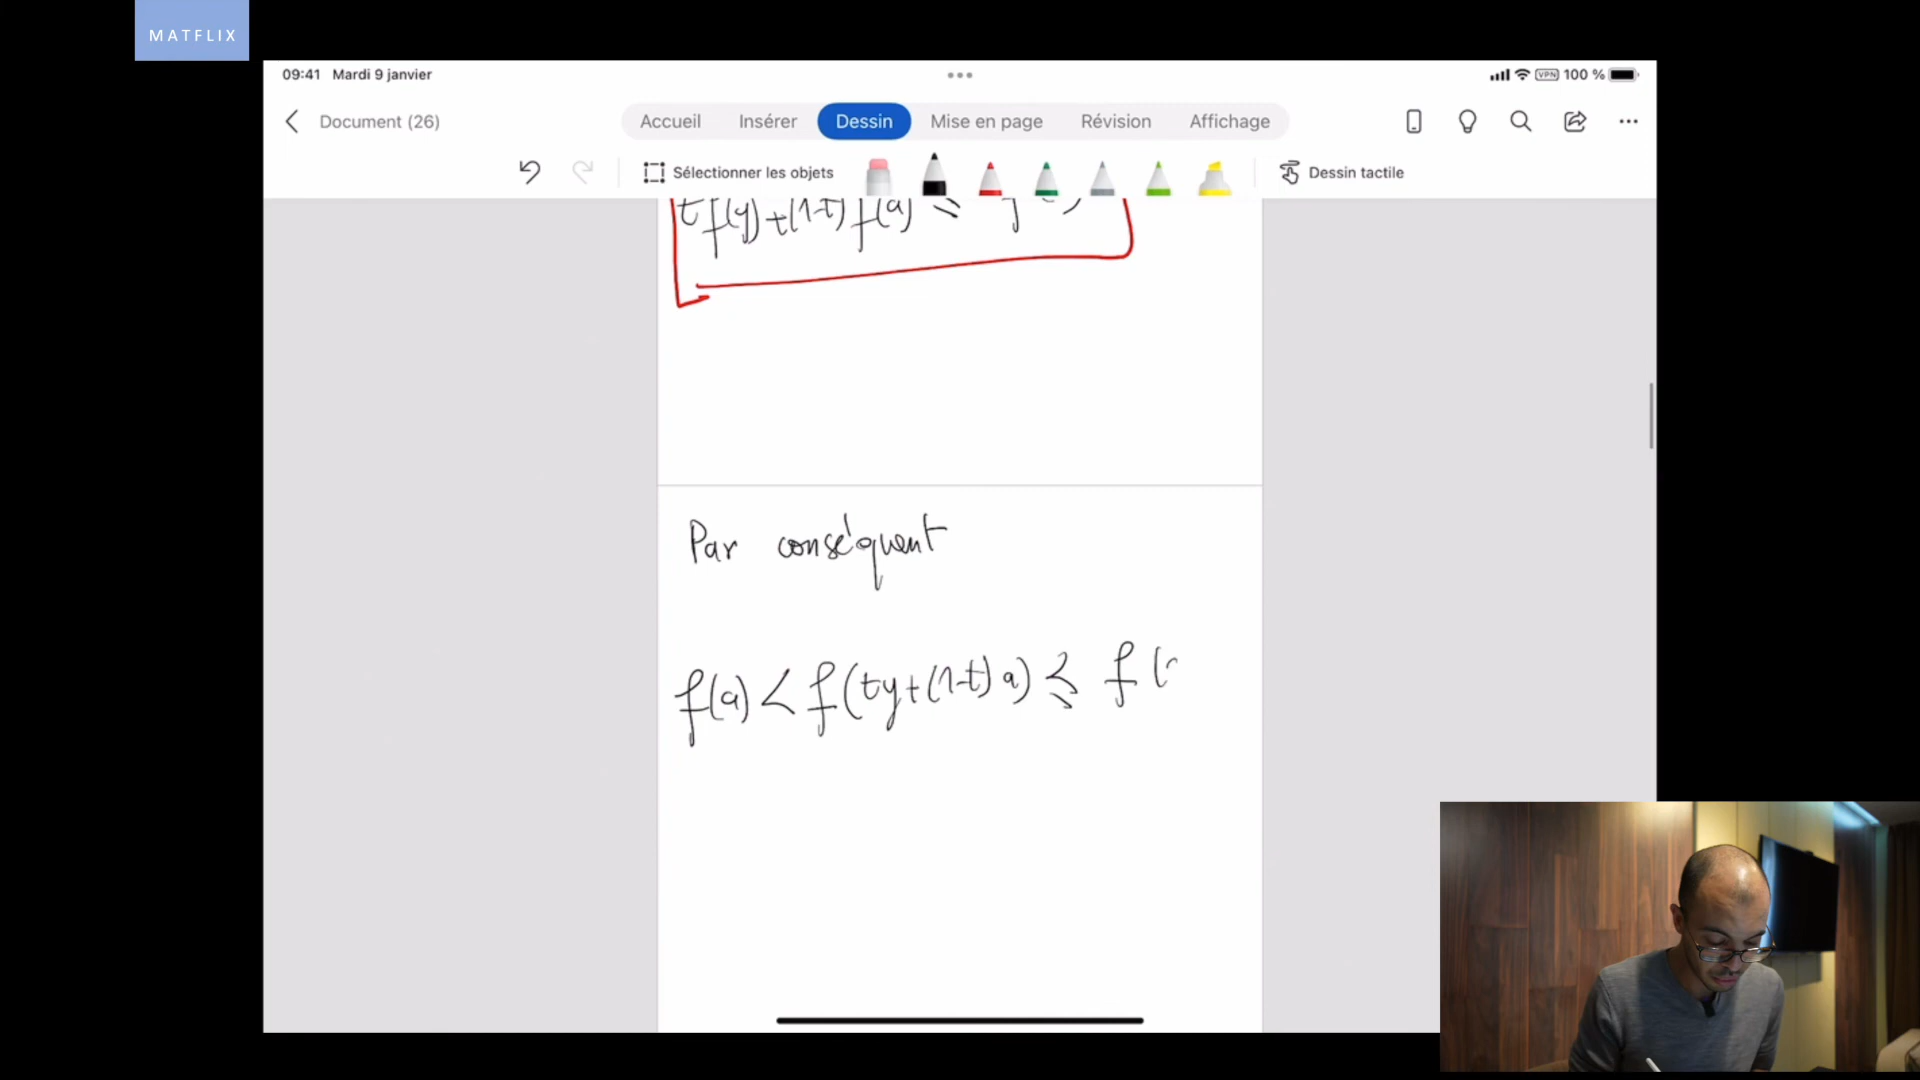 MATFLIX
09:41 Mardi 9 janvier
VPN 100 %
Document (26)
Accueil Insérer Dessin Mise en page Révision Affichage
Sélectionner les objets
Dessin tactile
t f(y) + (1-t) f(a) ≤
Par conséquent
f(a) < f(ty+(1-t) a) ≤ f(